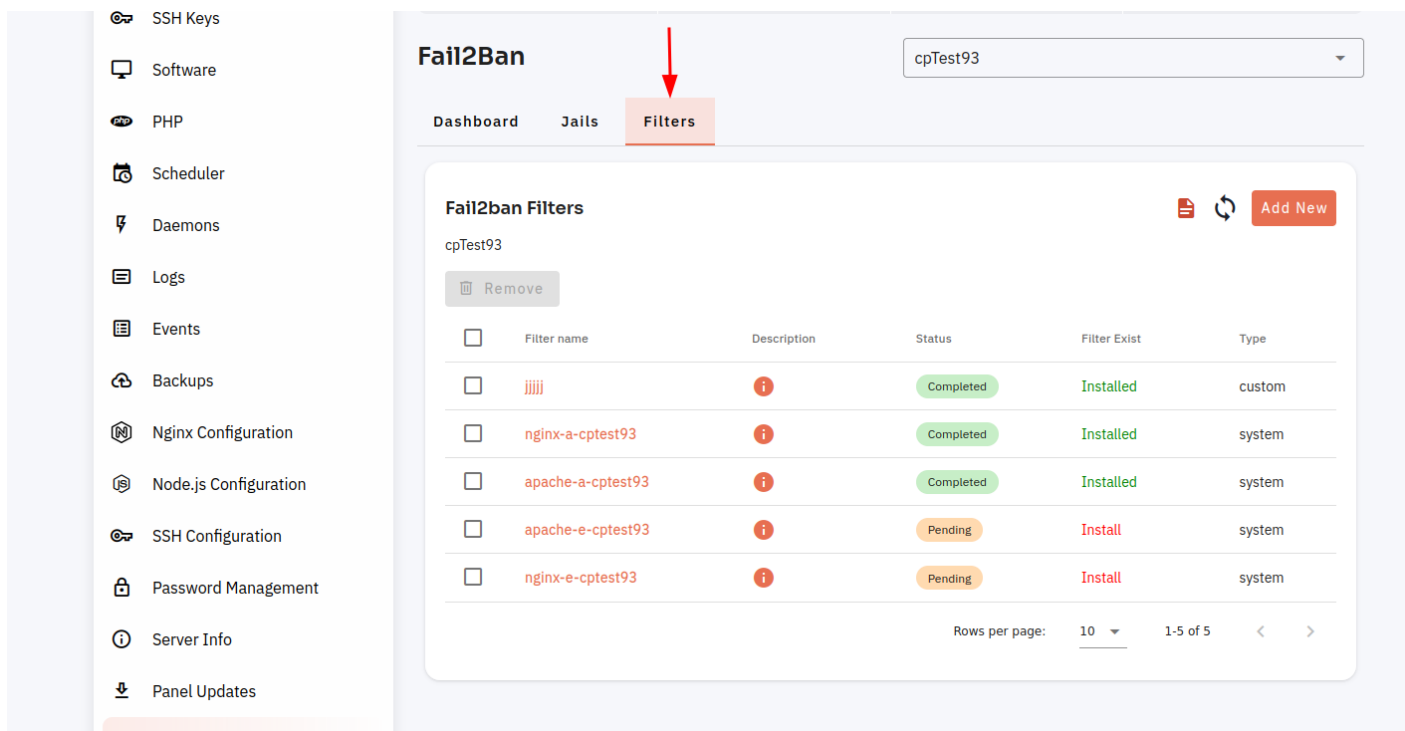 SSH Keys
Software
PHP
Scheduler
Daemons
Logs
Events
Backups
Nginx Configuration
Node.js Configuration
SSH Configuration
Password Management
Server Info
Panel Updates
Fail2Ban
cpTest93
Dashboard Jails Filters
Fail2ban Filters
Add New
cpTest93
Remove
Filter name Description Status Filter Exist Type
jjjjj Completed Installed custom
nginx-a-cptest93 Completed Installed system
apache-a-cptest93 Completed Installed system
apache-e-cptest93 Pending Install system
nginx-e-cptest93 Pending Install system
Rows per page: 10 1-5 of 5